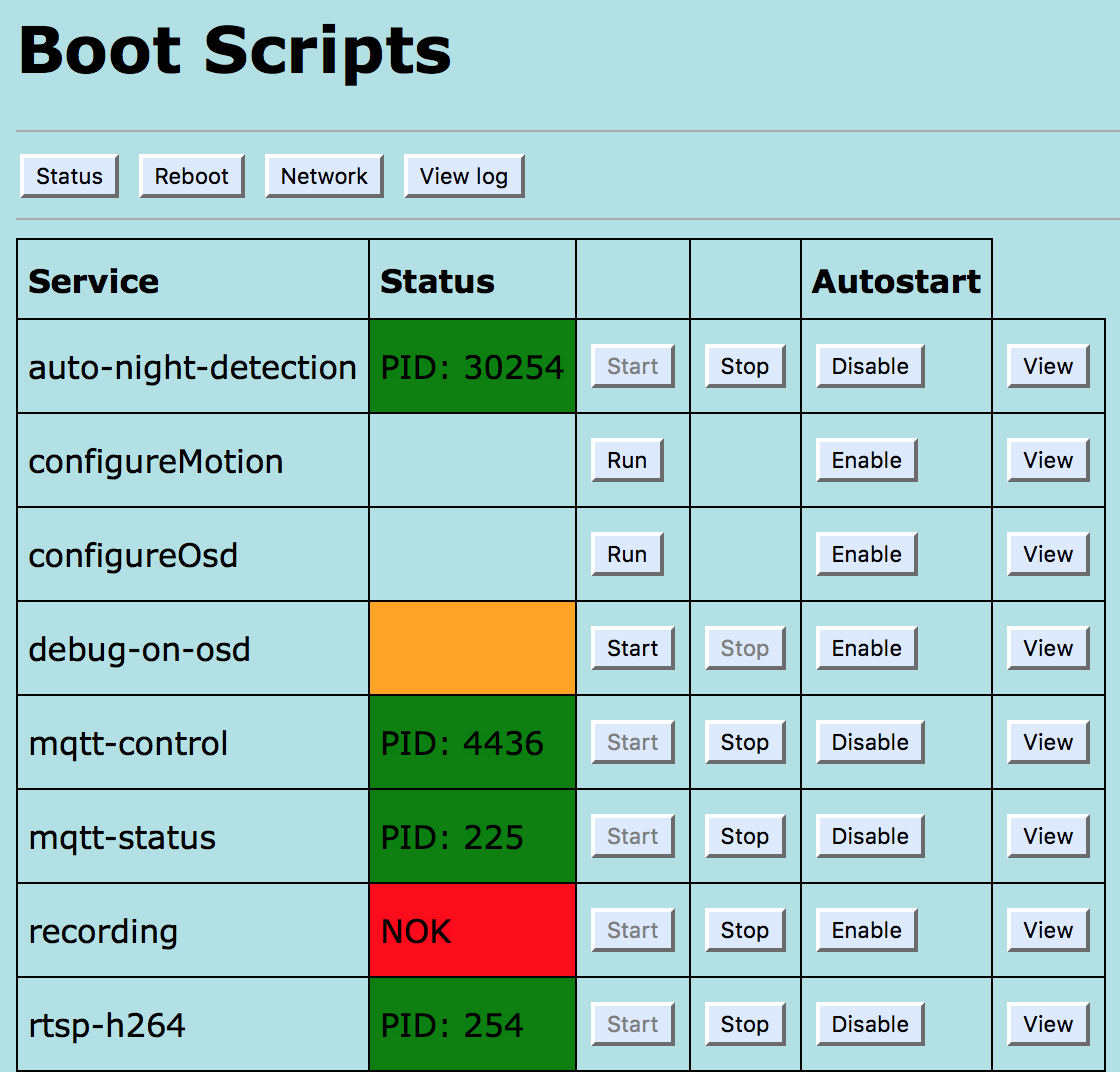 Boot Scripts
Status Reboot Network View log
Service Status Autostart
auto-night-detection PID: 30254 Start Stop Disable View
configureMotion Run Enable View
configureOsd Run Enable View
debug-on-osd Start Stop Enable View
mqtt-control PID: 4436 Start Stop Disable View
mqtt-status PID: 225 Start Stop Disable View
recording NOK Start Stop Enable View
rtsp-h264 PID: 254 Start Stop Disable View